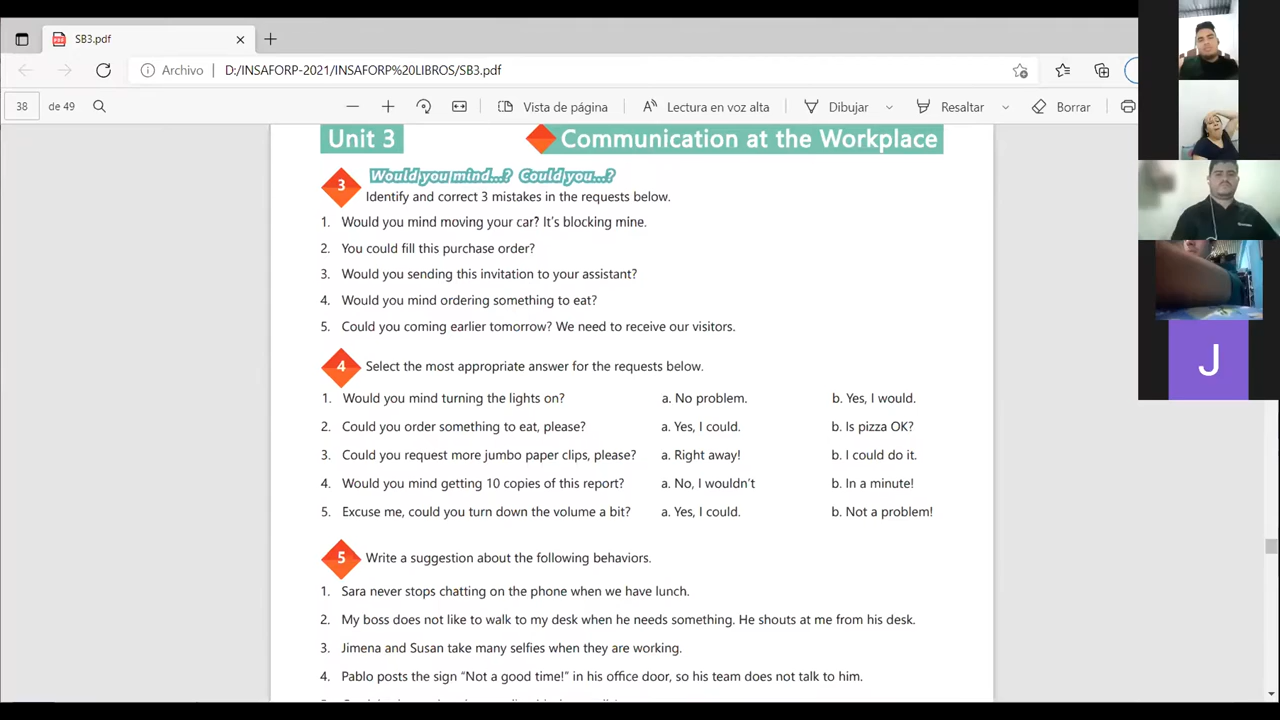 SB3.pdf
Archivo D:/INSAFORP-2021/INSAFORP%20LIBROS/SB3.pdf
38 de 49 Vista de página Lectura en voz alta Dibujar Resaltar Borrar
Unit 3 Communication at the Workplace
3 Would you mind...? Could you...?
Identify and correct 3 mistakes in the requests below.
1. Would you mind moving your car? It's blocking mine.
2. You could fill this purchase order?
3. Would you sending this invitation to your assistant?
4. Would you mind ordering something to eat?
5. Could you coming earlier tomorrow? We need to receive our visitors.
4 Select the most appropriate answer for the requests below.
1. Would you mind turning the lights on? a. No problem. b. Yes, I would.
2. Could you order something to eat, please? a. Yes, I could. b. Is pizza OK?
3. Could you request more jumbo paper clips, please? a. Right away! b. I could do it.
4. Would you mind getting 10 copies of this report? a. No, I wouldn't b. In a minute!
5. Excuse me, could you turn down the volume a bit? a. Yes, I could. b. Not a problem!
5 Write a suggestion about the following behaviors.
1. Sara never stops chatting on the phone when we have lunch.
2. My boss does not like to walk to my desk when he needs something. He shouts at me from his desk.
3. Jimena and Susan take many selfies when they are working.
4. Pablo posts the sign "Not a good time!" in his office door, so his team does not talk to him.
J